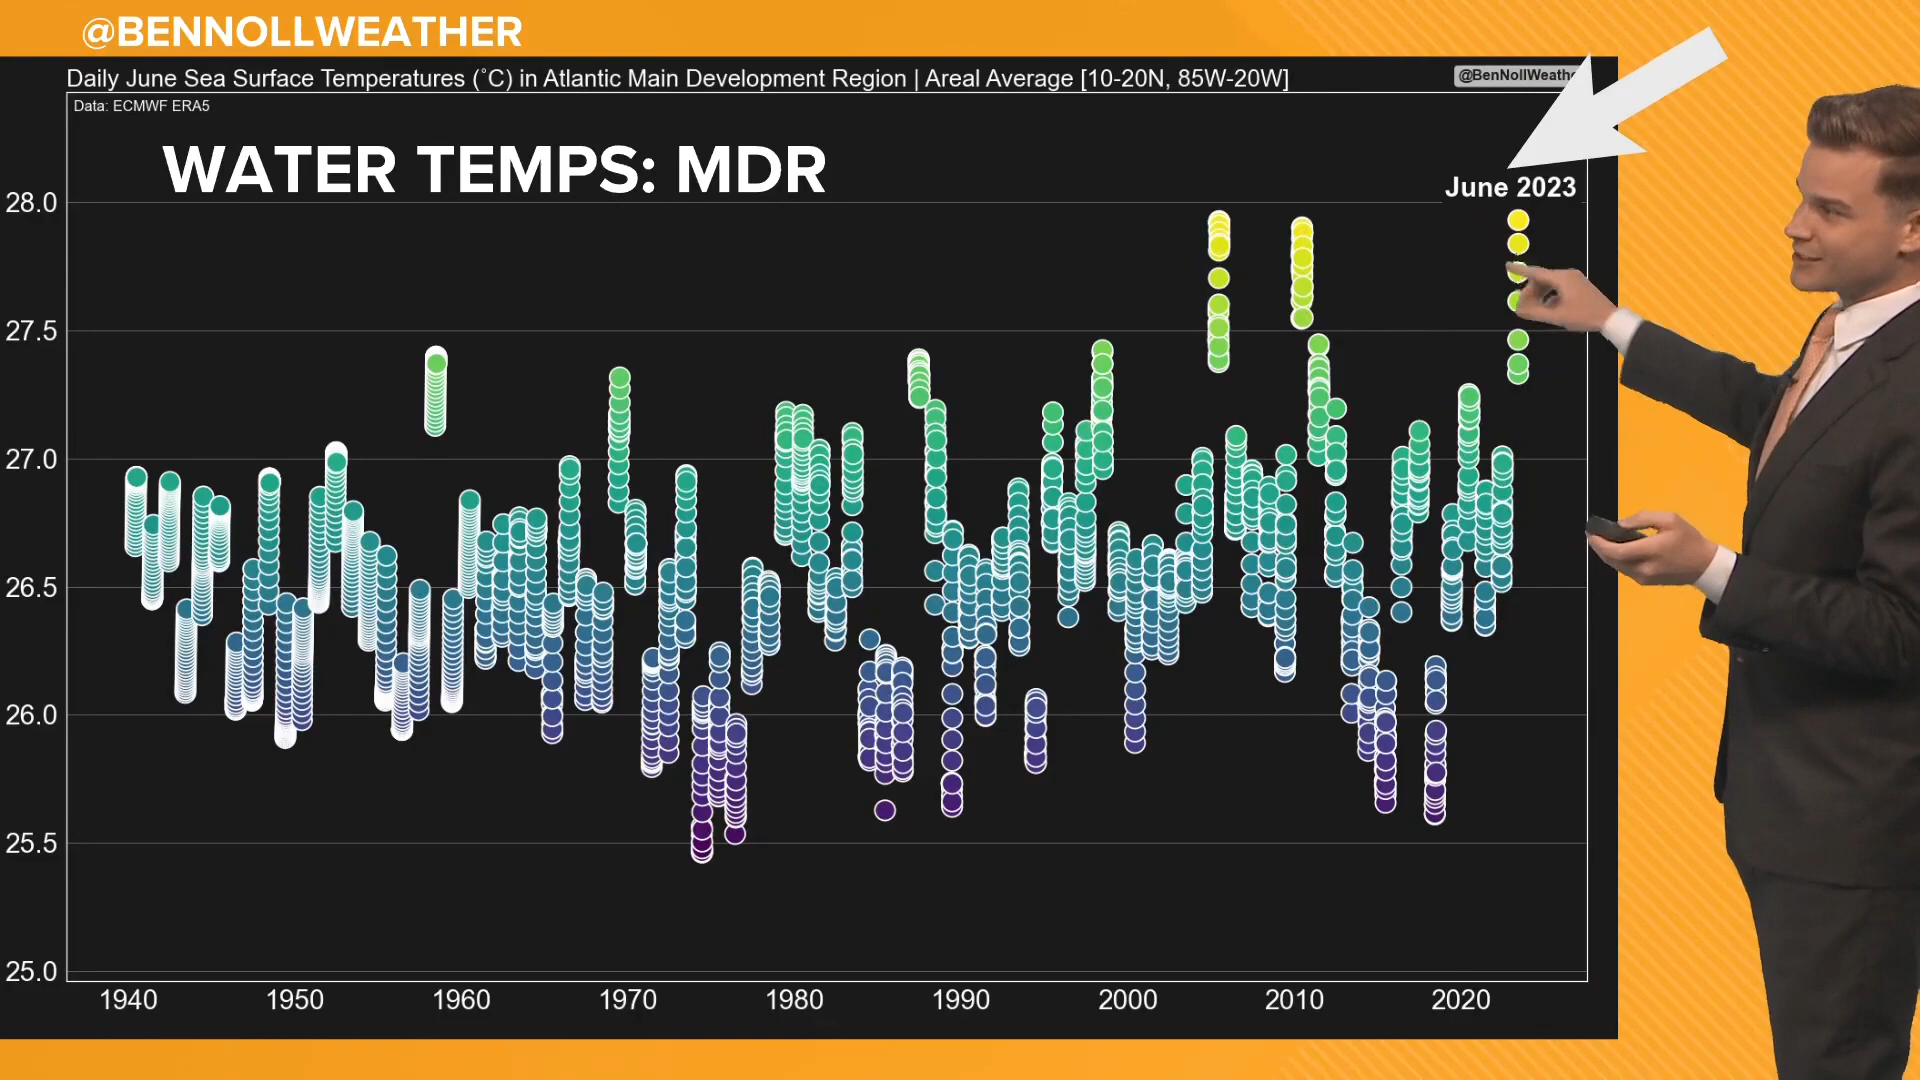 @BENNOLLWEATHER
Daily June Sea Surface Temperatures (°C) in Atlantic Main Development Region | Areal Average [10-20N, 85W-20W]
@BenNollWeathe
Data: ECMWF ERA5
WATER TEMPS: MDR
June 2023
28.0
27.5
27.0
26.5
26.0
25.5
25.0
1940 1950 1960 1970 1980 1990 2000 2010 2020